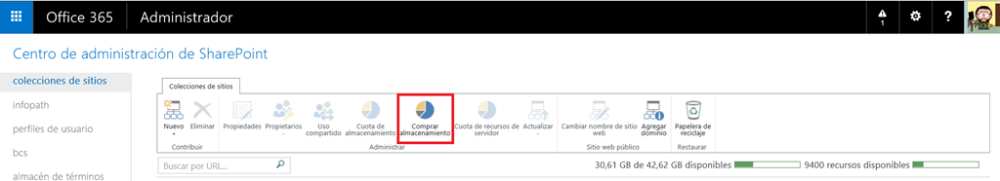 Office 365 Administrador 1 ?
Centro de administración de SharePoint
colecciones de sitios
infopath
perfiles de usuario
bcs
almacén de términos
Colecciones de sitios
Nuevo Eliminar Propiedades Propietarios Uso compartido Cuota de almacenamiento Comprar almacenamiento Cuota de recursos de servidor Actualizar Cambiar nombre de sitio web Agregar dominio Papelera de reciclaje
Contribuir Administrar Sitio web público Restaurar
Buscar por URL... 30,61 GB de 42,62 GB disponibles 9400 recursos disponibles